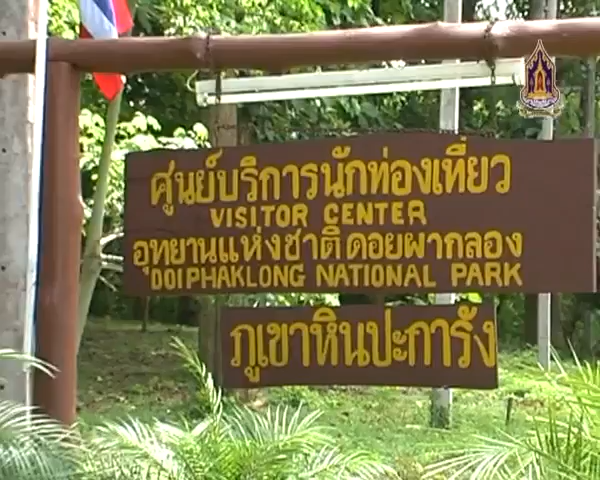 ศูนย์บริการนักท่องเที่ยว
VISITOR CENTER
อุทยานแห่งชาติดอยผากลอง
DOIPHAKLONG NATIONAL PARK
ภูเขาหินปะการัง